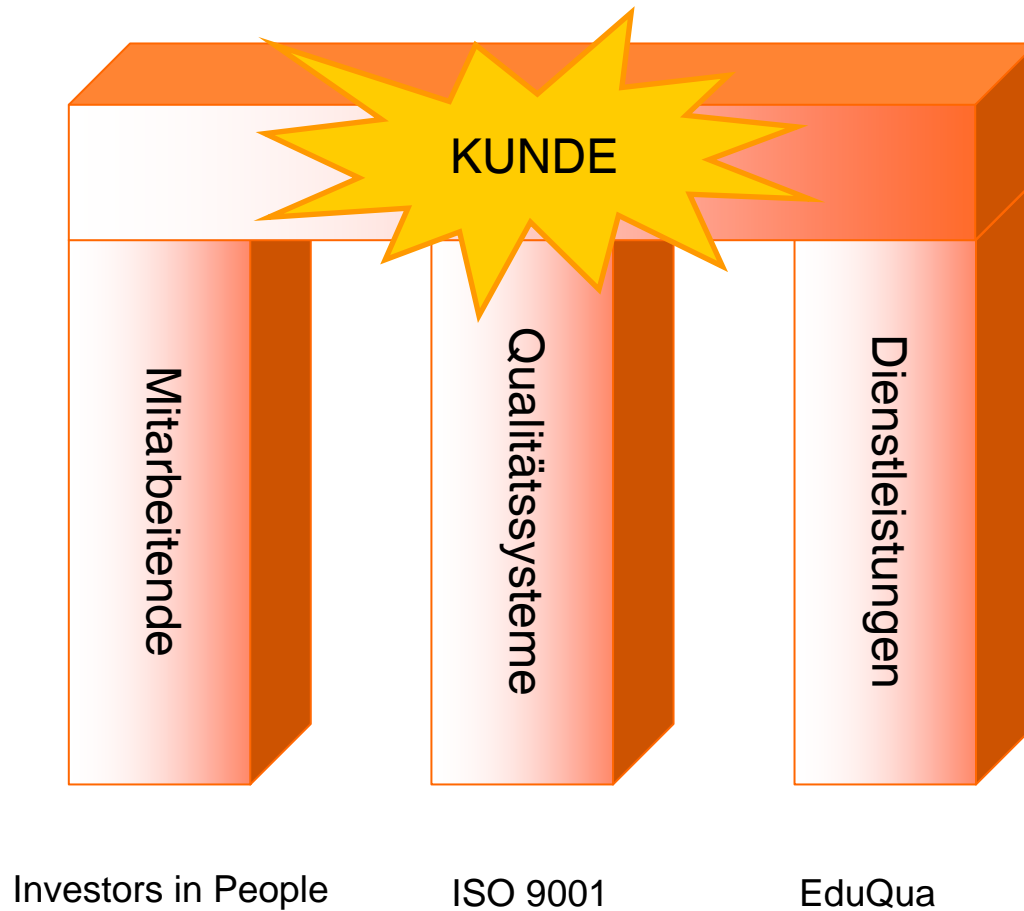 KUNDE
Mitarbeitende
Qualitätssysteme
Dienstleistungen
Investors in People
ISO 9001
EduQua